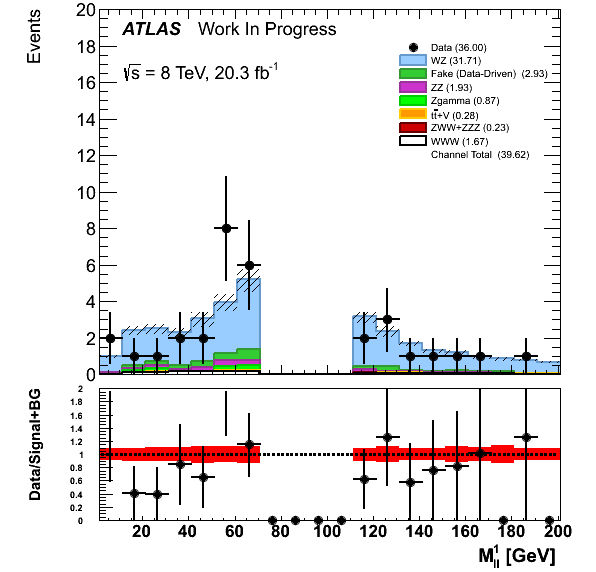 Events
ATLAS Work In Progress
√s = 8 TeV, 20.3 fb⁻¹
Data (36.00)
WZ (31.71)
Fake (Data-Driven) (2.93)
ZZ (1.93)
Zgamma (0.87)
tt̄+V (0.28)
ZWW+ZZZ (0.23)
WWW (1.67)
Channel Total (39.62)
20
18
16
14
12
10
8
6
4
2
0
Data/Signal+BG
2
1.8
1.6
1.4
1.2
1
0.8
0.6
0.4
0.2
0
20 40 60 80 100 120 140 160 180 200
M¹ll [GeV]